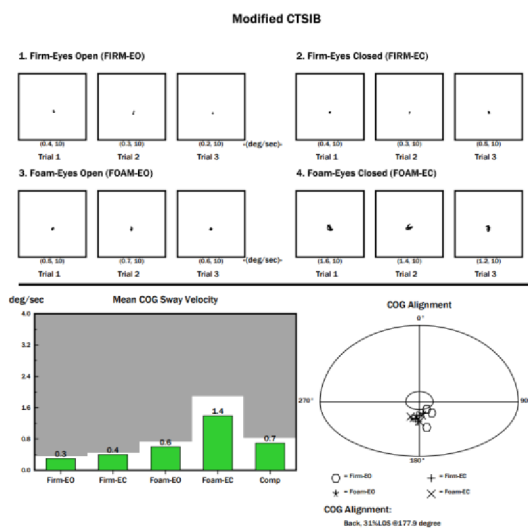 Modified CTSIB
1. Firm-Eyes Open (FIRM-EO)
2. Firm-Eyes Closed (FIRM-EC)
(0.4, 10) (0.3, 10) (0.2, 10) -(deg/sec)- (0.4, 10) (0.3, 10) (0.5, 10)
Trial 1 Trial 2 Trial 3 Trial 1 Trial 2 Trial 3
3. Foam-Eyes Open (FOAM-EO)
4. Foam-Eyes Closed (FOAM-EC)
(0.5, 10) (0.7, 10) (0.6, 10) -(deg/sec)- (1.6, 10) (1.4, 10) (1.2, 10)
Trial 1 Trial 2 Trial 3 Trial 1 Trial 2 Trial 3
deg/sec Mean COG Sway Velocity
4.0
3.2
2.4
1.6
0.8
0
0.3 0.4 0.6 1.4 0.7
Firm-EO Firm-EC Foam-EO Foam-EC Comp
COG Alignment
0°
270° 90
180°
= Firm-EO = Firm-EC
= Foam-EO = Foam-EC
COG Alignment:
Back, 31%LOS @177.9 degree